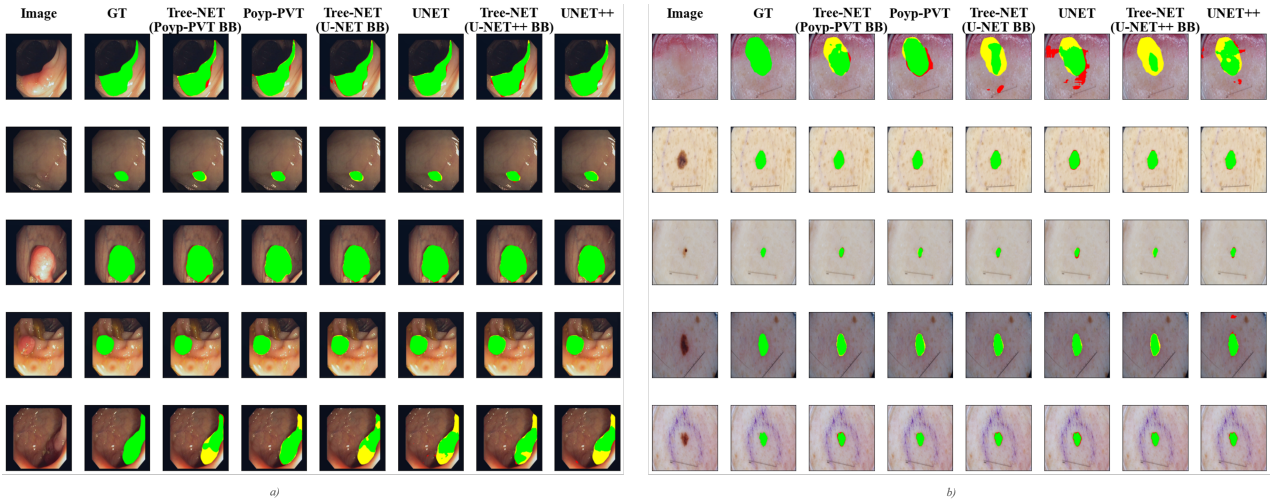 Image GT Tree-NET Poyp-PVT Tree-NET UNET Tree-NET UNET++
(Poyp-PVT BB) (U-NET BB) (U-NET++ BB)
Image GT Tree-NET Poyp-PVT Tree-NET UNET Tree-NET UNET++
(Poyp-PVT BB) (U-NET BB) (U-NET++ BB)
a)
b)